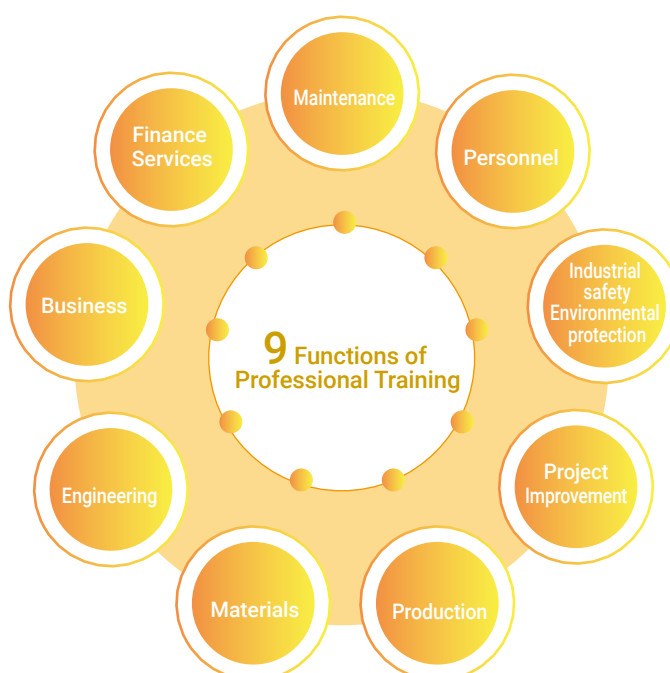 9 Functions of
Professional Training
Maintenance
Personnel
Industrial
safety
Environmental
protection
Project
Improvement
Production
Materials
Engineering
Business
Finance
Services